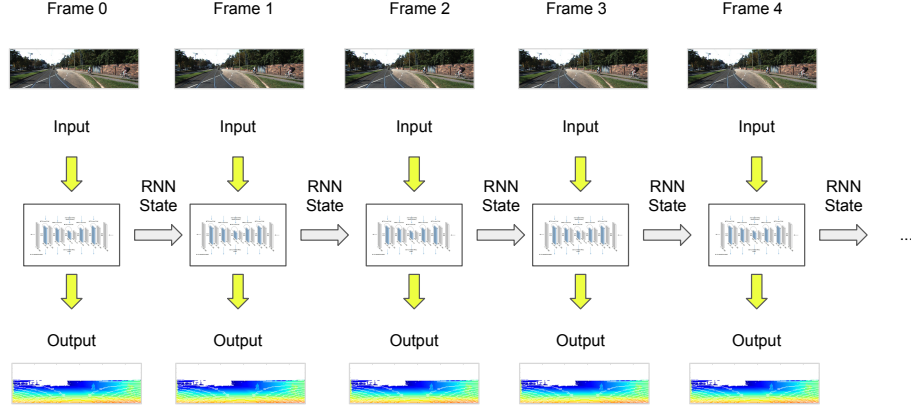 Frame 0 Frame 1 Frame 2 Frame 3 Frame 4
Input Input Input Input Input
RNN RNN RNN RNN RNN
State State State State State
...
Output Output Output Output Output